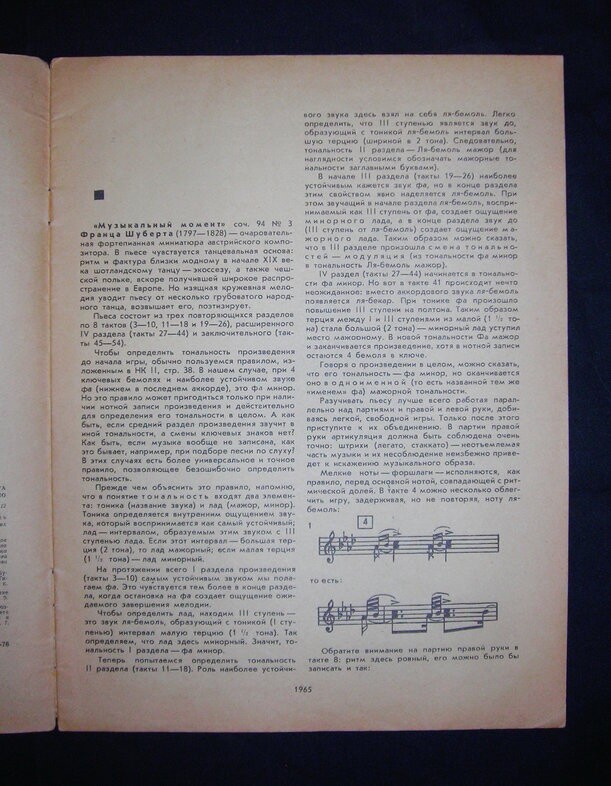 «Музыкальный момент» соч. 94 № 3
Франца Шуберта (1797—1828) — очарователь-
ная фортепианная миниатюра австрийского компо-
зитора. В пьесе чувствуется танцевальная основа:
ритм и фактура близки модному в начале XIX ве-
ка шотландскому танцу — экоссезу, а также чеш-
ской польке, вскоре получившей широкое распро-
странение в Европе. Но изящная кружевная мело-
дия уводит пьесу от несколько грубоватого народ-
ного танца, возвышает его, поэтизирует.
Пьеса состоит из трех повторяющихся разделов
по 8 тактов (3—10, 11—18 и 19—26), расширенного
IV раздела (такты 27—44) и заключительного (так-
ты 45—54).
Чтобы определить тональность произведения
до начала игры, обычно пользуемся правилом, из-
ложенным в НК II, стр. 38. В нашем случае, при 4
ключевых бемолях и наиболее устойчивом звуке
фа (нижнем в последнем аккорде), это фа минор.
Но это правило может пригодиться только при нали-
чии нотной записи произведения и действительно
для определения его тональности в целом. А как
быть, если средний раздел произведения звучит в
иной тональности, а смены ключевых знаков нет?
Как быть, если музыка вообще не записана, как
это бывает, например, при подборе песни по слуху?
В этих случаях есть более универсальное и точное
правило, позволяющее безошибочно определить
тональность.
Прежде чем объяснить это правило, напомню,
что в понятие тональность входят два элемен-
та: тоника (название звука) и лад (мажор, минор).
Тоника определяется внутренним ощущением зву-
ка, который воспринимается как самый устойчивый;
лад — интервалом, образуемым этим звуком с III
ступенью лада. Если этот интервал — большая тер-
ция (2 тона), то лад мажорный; если малая терция
(1 ½ тона) — лад минорный.
На протяжении всего I раздела произведения
(такты 3—10) самым устойчивым звуком мы пола-
гаем фа. Это чувствуется тем более в конце разде-
ла, когда остановка на фа создает ощущение ожи-
даемого завершения мелодии.
Чтобы определить лад, находим III ступень —
это звук ля-бемоль, образующий с тоникой (I сту-
пенью) интервал малую терцию (1 ½ тона). Так
определяем, что лад здесь минорный. Значит, то-
нальность I раздела — фа минор.
Теперь попытаемся определить тональность
II раздела (такты 11—18). Роль наиболее устойчи-
вого звука здесь взял на себя ля-бемоль. Легко
определить, что III ступенью является звук до,
образующий с тоникой ля-бемоль интервал боль-
шую терцию (шириной в 2 тона). Следовательно,
тональность II раздела — Ля-бемоль мажор (для
наглядности условимся обозначать мажорные то-
нальности заглавными буквами).
В начале III раздела (такты 19—26) наиболее
устойчивым кажется звук фа, но в конце раздела
этим свойством явно наделяется ля-бемоль. При
этом звучащий в начале раздела ля-бемоль, воспри-
нимаемый как III ступень от фа, создает ощущение
минорного лада, а в конце раздела звук до
(III ступень от ля-бемоль) создает ощущение ма-
жорного лада. Таким образом можно сказать,
что в III разделе произошла смена тональ-
ностей — модуляция (из тональности фа минор
в тональность Ля-бемоль мажор).
IV раздел (такты 27—44) начинается в тонально-
сти фа минор. Но вот в такте 41 происходит нечто
неожиданное: вместо аккордового звука ля-бемоль
появляется ля-бекар. При тонике фа произошло
повышение III ступени на полтона. Таким образом
терция между I и III ступенями из малой (1 ½ то-
на) стала большой (2 тона) — минорный лад уступил
место мажорному. В новой тональности Фа мажор
и заканчивается произведение, хотя в нотной записи
остаются 4 бемоля в ключе.
Говоря о произведении в целом, можно сказать,
что его тональность — фа минор, но оканчивается
оно в одноименной (то есть названной тем же
«именем» фа) мажорной тональностью.
Разучивать пьесу лучше всего работая парал-
лельно над партиями и правой и левой руки, доби-
ваясь легкой, свободной игры. Только после этого
приступить к их объединению. В партии правой
руки артикуляция должна быть соблюдена очень
точно: штрихи (легато, стаккато) — неотъемлемая
часть музыки и их несоблюдение неизбежно приве-
дет к искажению музыкального образа.
Мелкие ноты — форшлаги — исполняются, как
правило, перед основной нотой, совпадающей с рит-
мической долей. В такте 4 можно несколько облег-
чить игру, задерживая, но не повторяя, ноту ля-
бемоль:
1
4
то есть:
Обратите внимание на партию правой руки в
такте 8: ритм здесь ровный, его можно было бы
записать и так:
1965